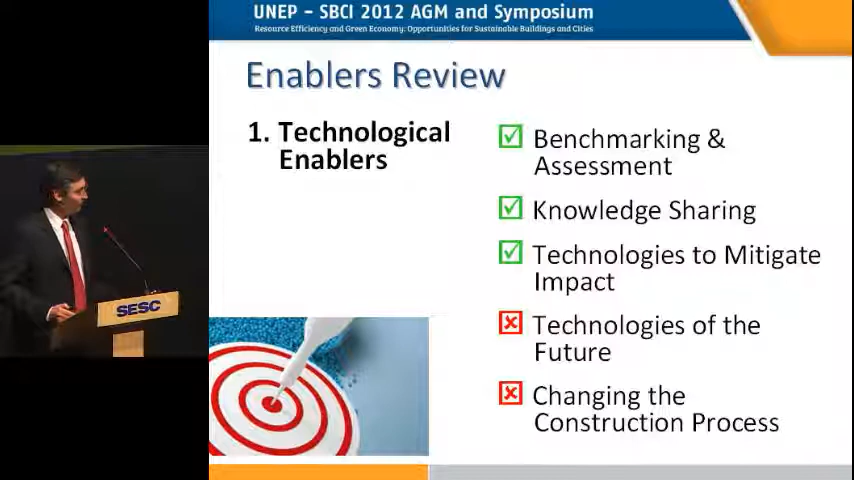 UNEP – SBCI 2012 AGM and Symposium
Resource Efficiency and Green Economy: Opportunities for Sustainable Buildings and Cities
Enablers Review
1. Technological
Enablers
Benchmarking &
Assessment
Knowledge Sharing
Technologies to Mitigate
Impact
Technologies of the
Future
Changing the
Construction Process
SESC